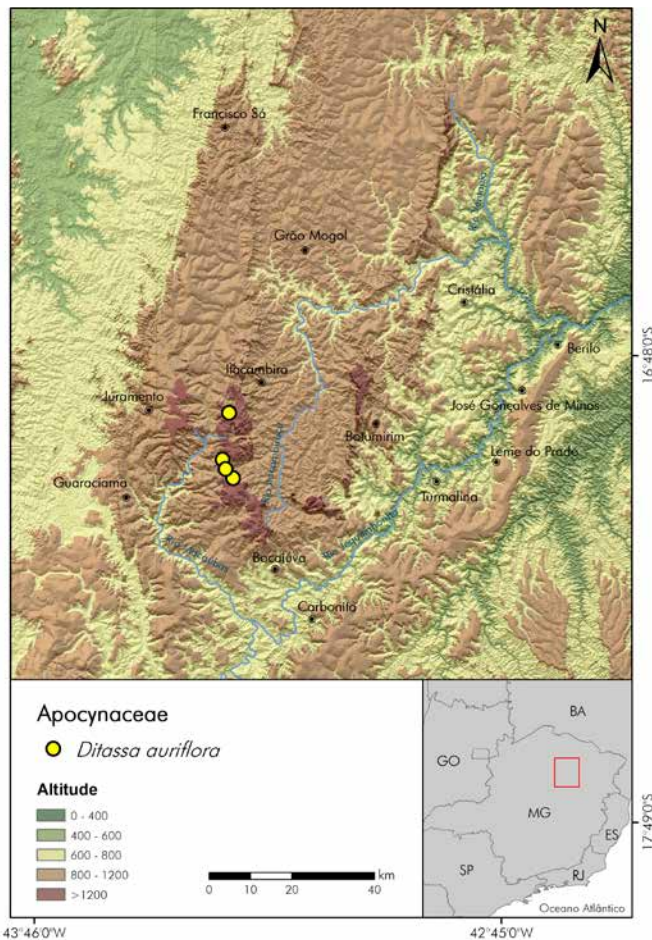 N
Francisco Sá
Grão Mogol
Cristália
Berilo
16°48'0"S
Itacambira
Juramento
José Gonçalves de Minas
Botumirim
Leme do Prado
Guaraciama
Turmalina
Bocaiúva
Carbonita
Apocynaceae
Ditassa auriflora
Altitude
0 - 400
400 - 600
600 - 800
800 - 1200
>1200
km
0 10 20 40
BA
GO
MG
ES
SP
RJ
Oceano Atlântico
17°49'0"S
43°46'0"W
42°45'0"W